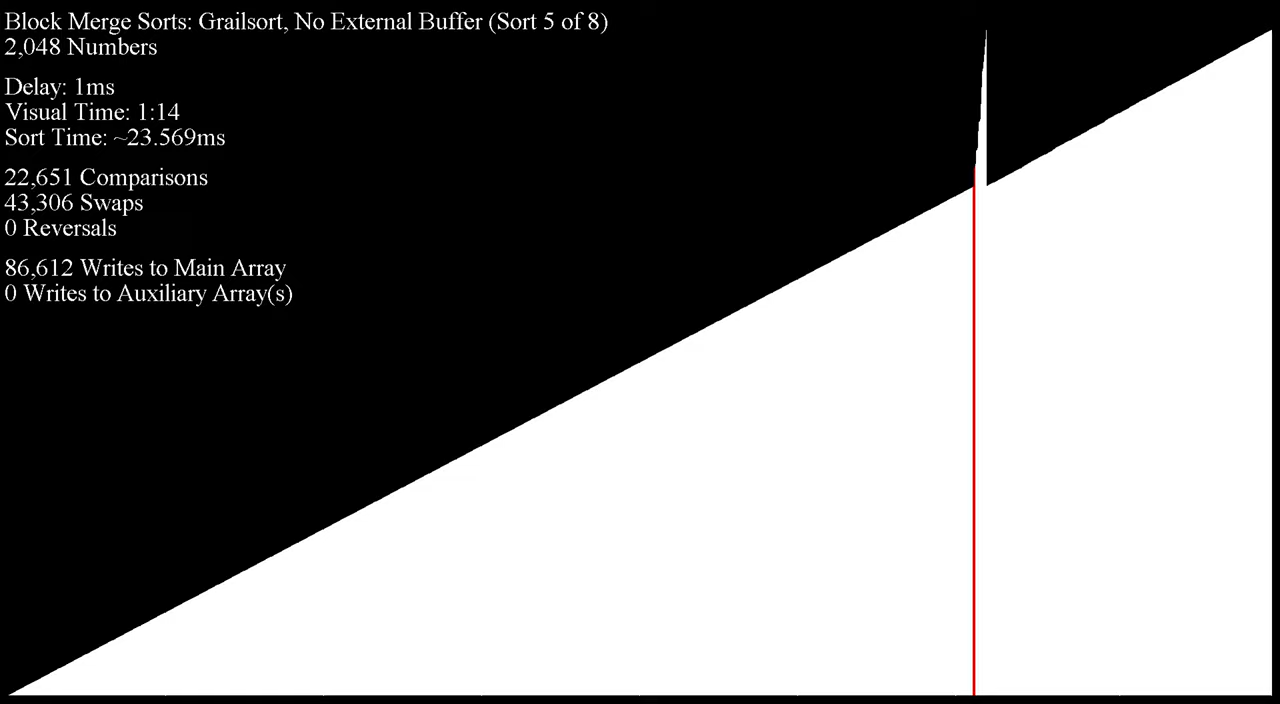 Block Merge Sorts: Grailsort, No External Buffer (Sort 5 of 8)
2,048 Numbers
Delay: 1ms
Visual Time: 1:14
Sort Time: ~23.569ms
22,651 Comparisons
43,306 Swaps
0 Reversals
86,612 Writes to Main Array
0 Writes to Auxiliary Array(s)